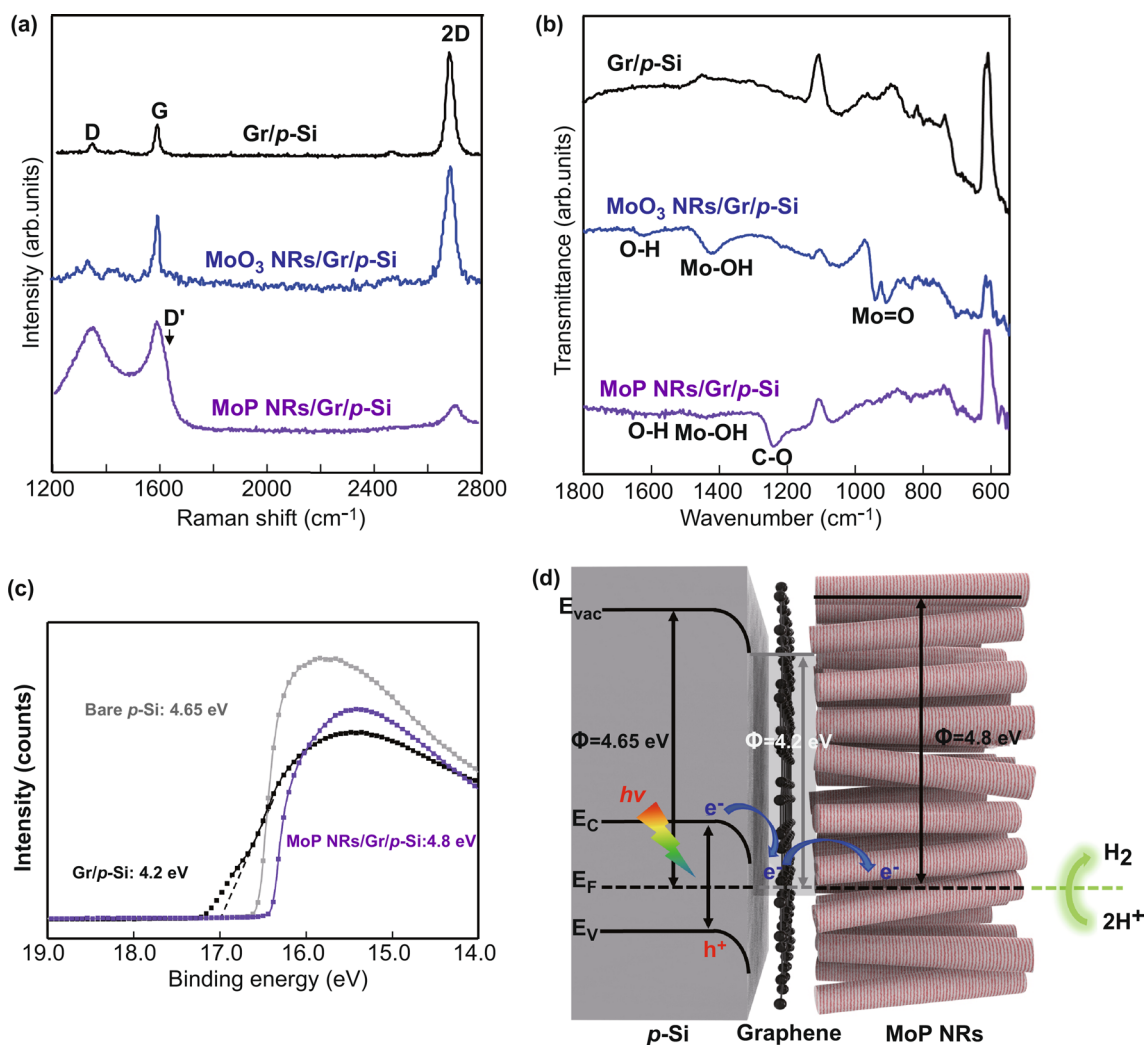 (a)
2D
G
D
Gr/p-Si
MoO3 NRs/Gr/p-Si
D'
MoP NRs/Gr/p-Si
Intensity (arb.units)
1200 1600 2000 2400 2800
Raman shift (cm⁻¹)
(b)
Gr/p-Si
MoO3 NRs/Gr/p-Si
O-H
Mo-OH
Mo=O
MoP NRs/Gr/p-Si
O-H
Mo-OH
C-O
Transmittance (arb.units)
1800 1600 1400 1200 1000 800 600
Wavenumber (cm⁻¹)
(c)
Bare p-Si: 4.65 eV
MoP NRs/Gr/p-Si:4.8 eV
Gr/p-Si: 4.2 eV
Intensity (counts)
19.0 18.0 17.0 16.0 15.0 14.0
Binding energy (eV)
(d)
Evac
Φ=4.65 eV
Φ=4.2 eV
Φ=4.8 eV
hν
e-
EC
e-
e-
EF
H2
2H+
EV
h+
p-Si Graphene MoP NRs